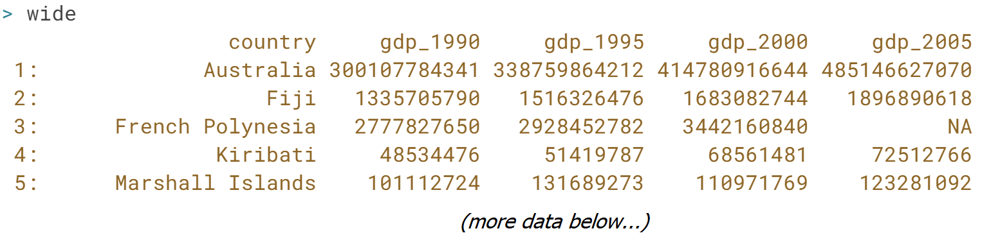 > wide
country gdp_1990 gdp_1995 gdp_2000 gdp_2005
1: Australia 300107784341 338759864212 414780916644 485146627070
2: Fiji 1335705790 1516326476 1683082744 1896890618
3: French Polynesia 2777827650 2928452782 3442160840 NA
4: Kiribati 48534476 51419787 68561481 72512766
5: Marshall Islands 101112724 131689273 110971769 123281092
(more data below...)